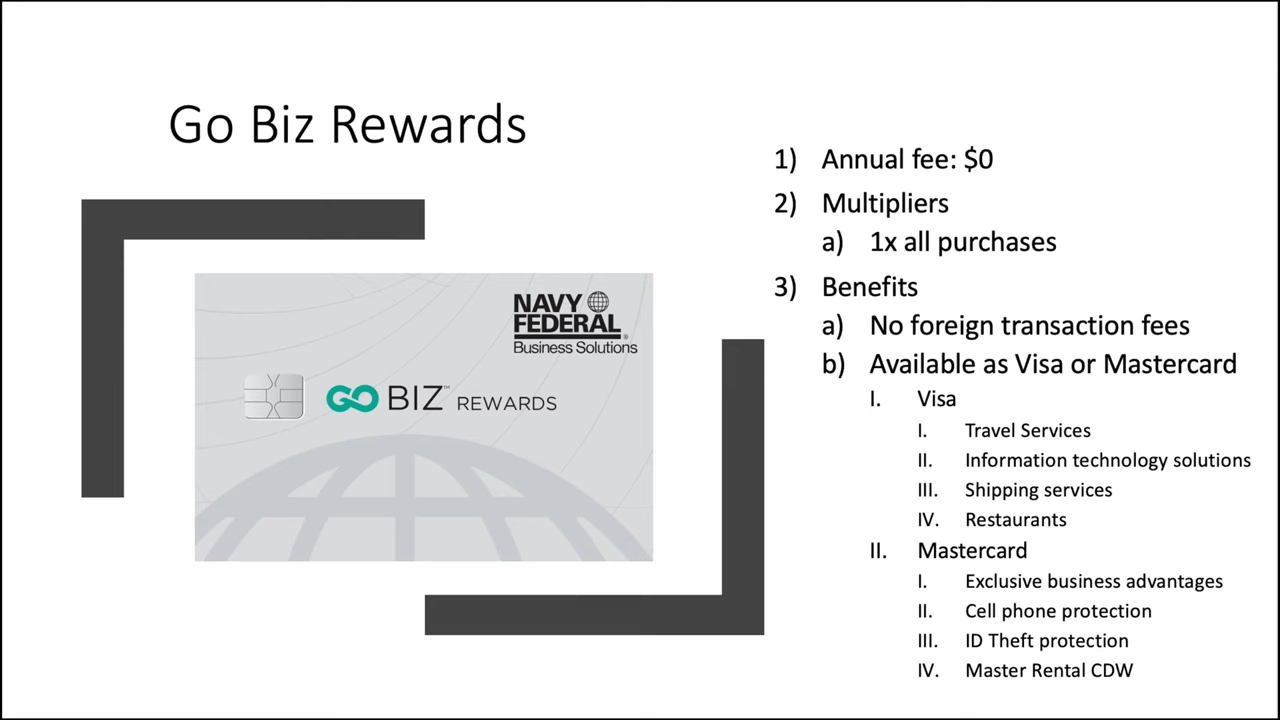 Go Biz Rewards
NAVY
FEDERAL®
Business Solutions
GO BIZ™ REWARDS
1) Annual fee: $0
2) Multipliers
a) 1x all purchases
3) Benefits
a) No foreign transaction fees
b) Available as Visa or Mastercard
I. Visa
I. Travel Services
II. Information technology solutions
III. Shipping services
IV. Restaurants
II. Mastercard
I. Exclusive business advantages
II. Cell phone protection
III. ID Theft protection
IV. Master Rental CDW